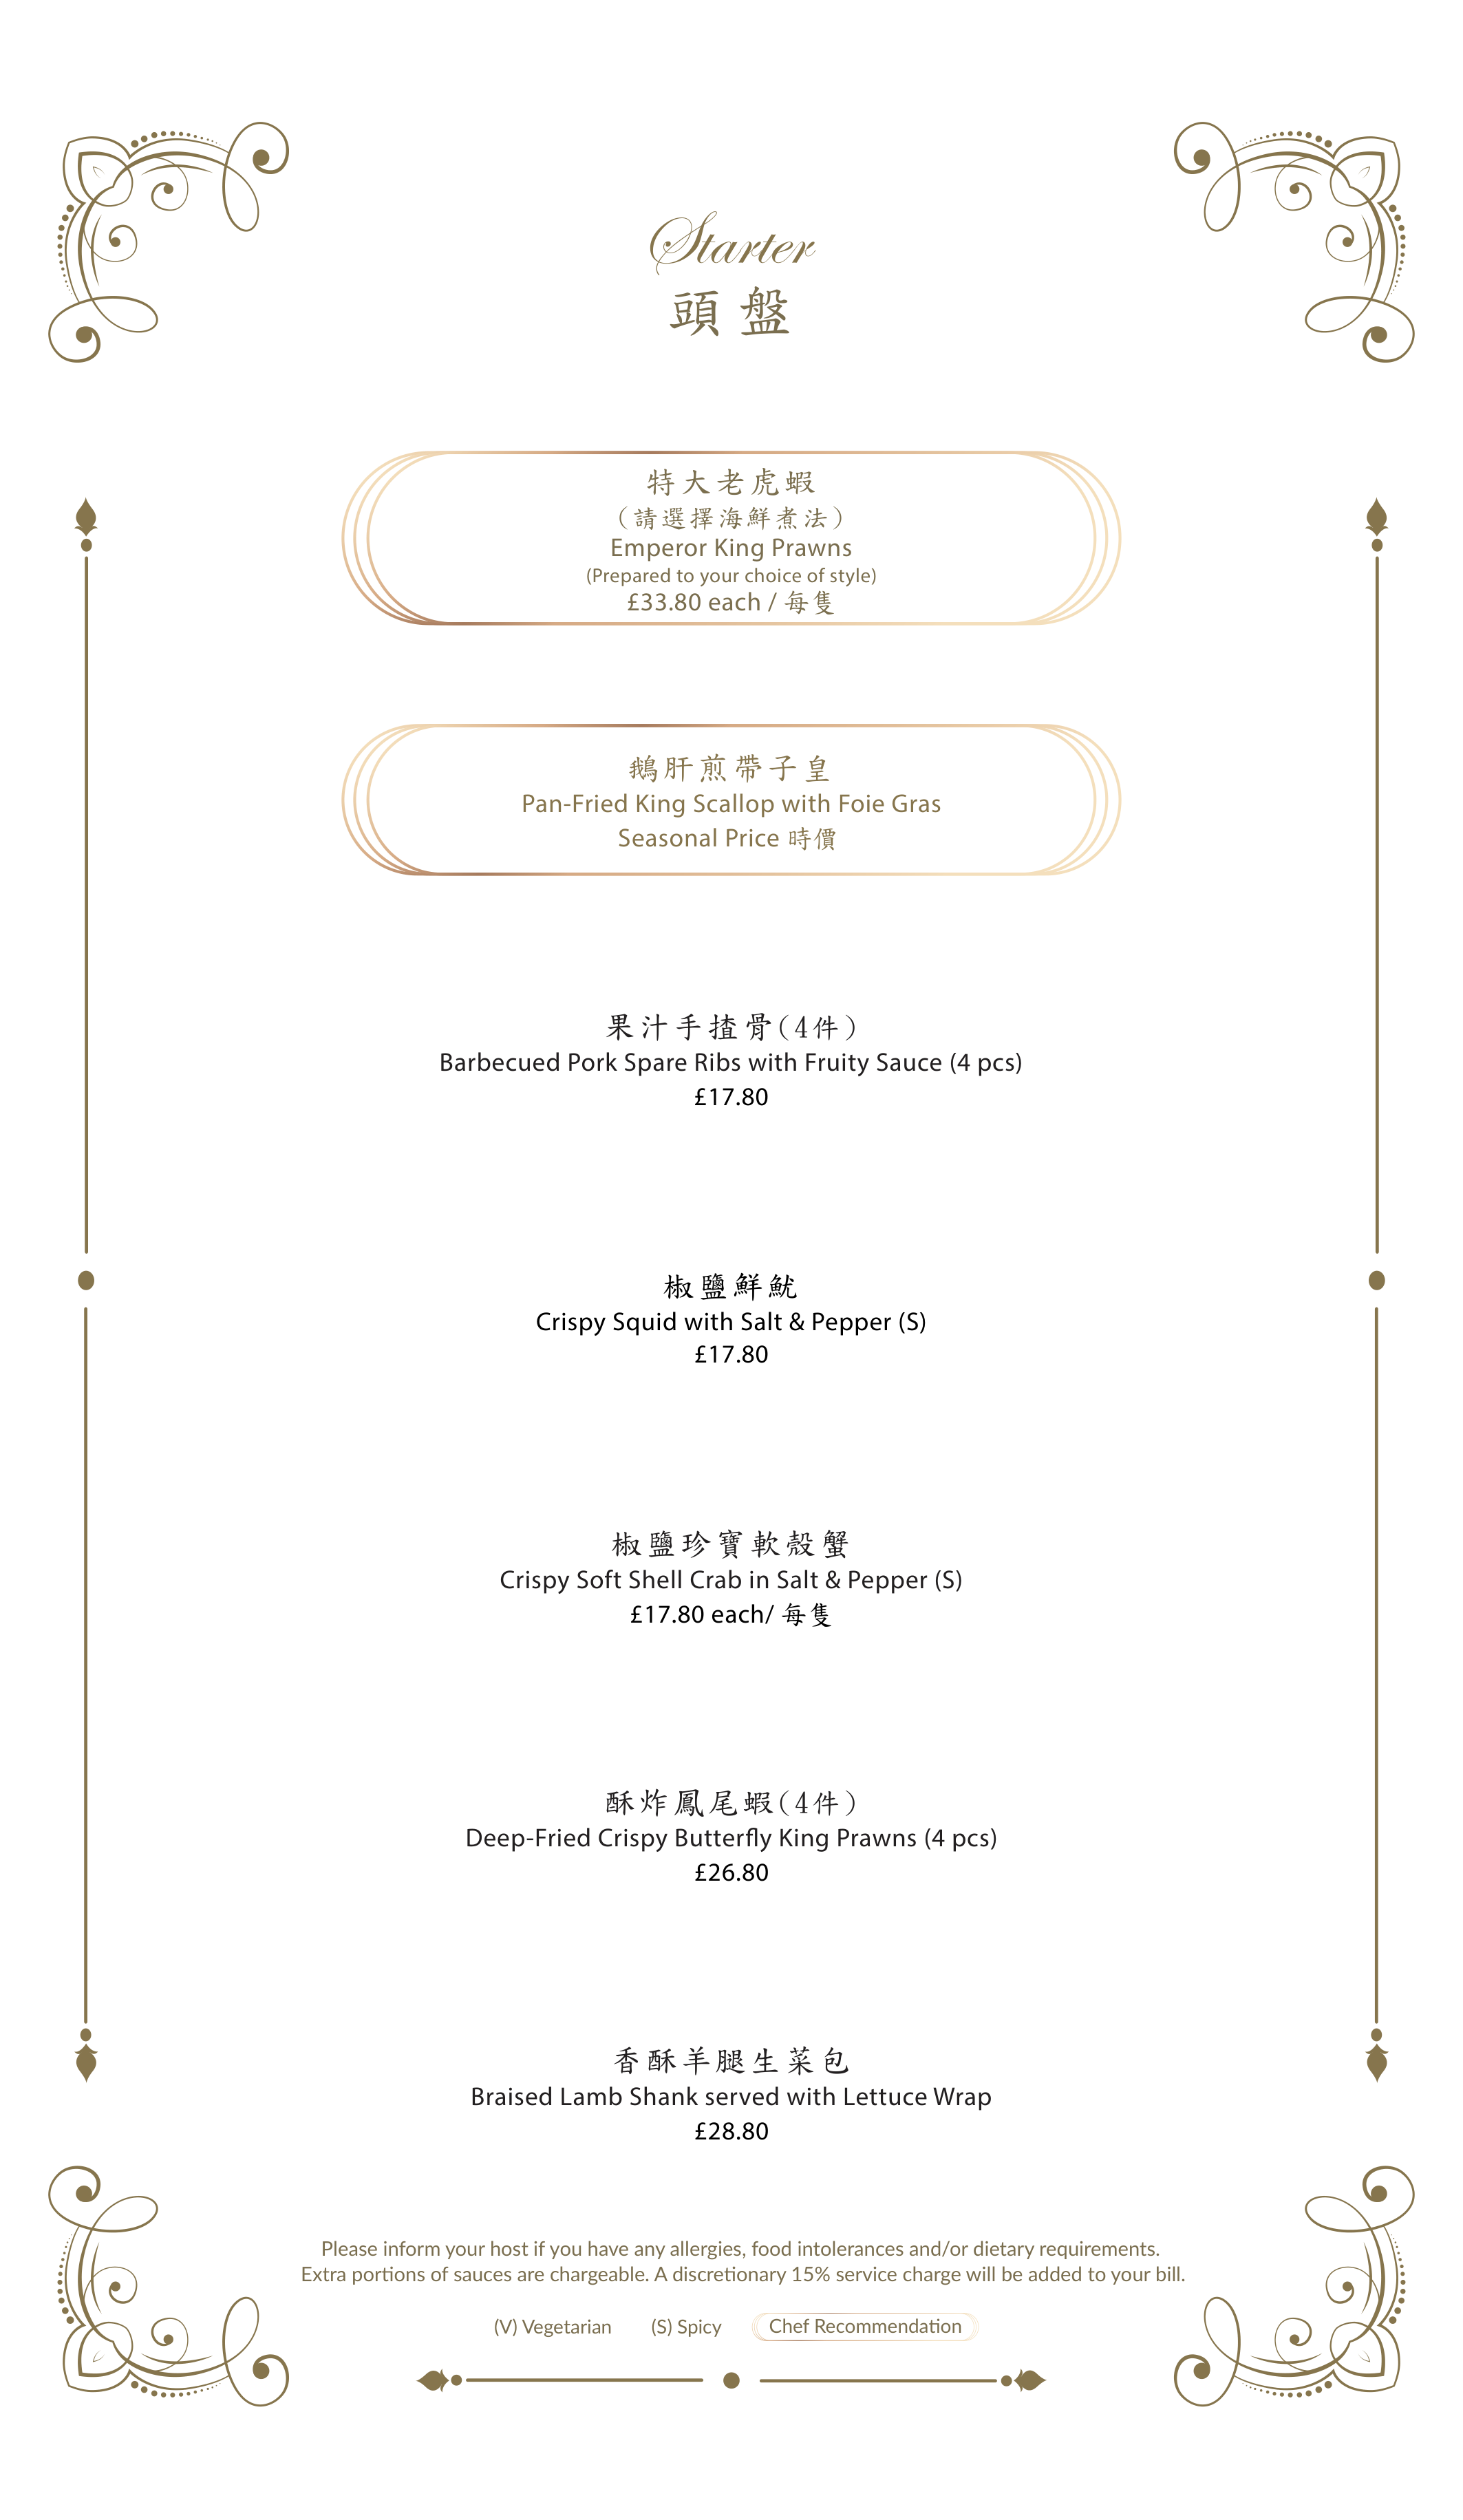 Starter
頭盤
特大老虎蝦
(請選擇海鮮煮法)
Emperor King Prawns
(Prepared to your choice of style)
£33.80 each / 每隻
鵝肝煎帶子皇
Pan-Fried King Scallop with Foie Gras
Seasonal Price 時價
果汁手揸骨(4件)
Barbecued Pork Spare Ribs with Fruity Sauce (4 pcs)
£17.80
椒鹽鮮魷
Crispy Squid with Salt & Pepper (S)
£17.80
椒鹽珍寶軟殼蟹
Crispy Soft Shell Crab in Salt & Pepper (S)
£17.80 each/ 每隻
酥炸鳳尾蝦(4件)
Deep-Fried Crispy Butterfly King Prawns (4 pcs)
£26.80
香酥羊腿生菜包
Braised Lamb Shank served with Lettuce Wrap
£28.80
Please inform your host if you have any allergies, food intolerances and/or dietary requirements.
Extra portions of sauces are chargeable. A discretionary 15% service charge will be added to your bill.
(V) Vegetarian (S) Spicy Chef Recommendation